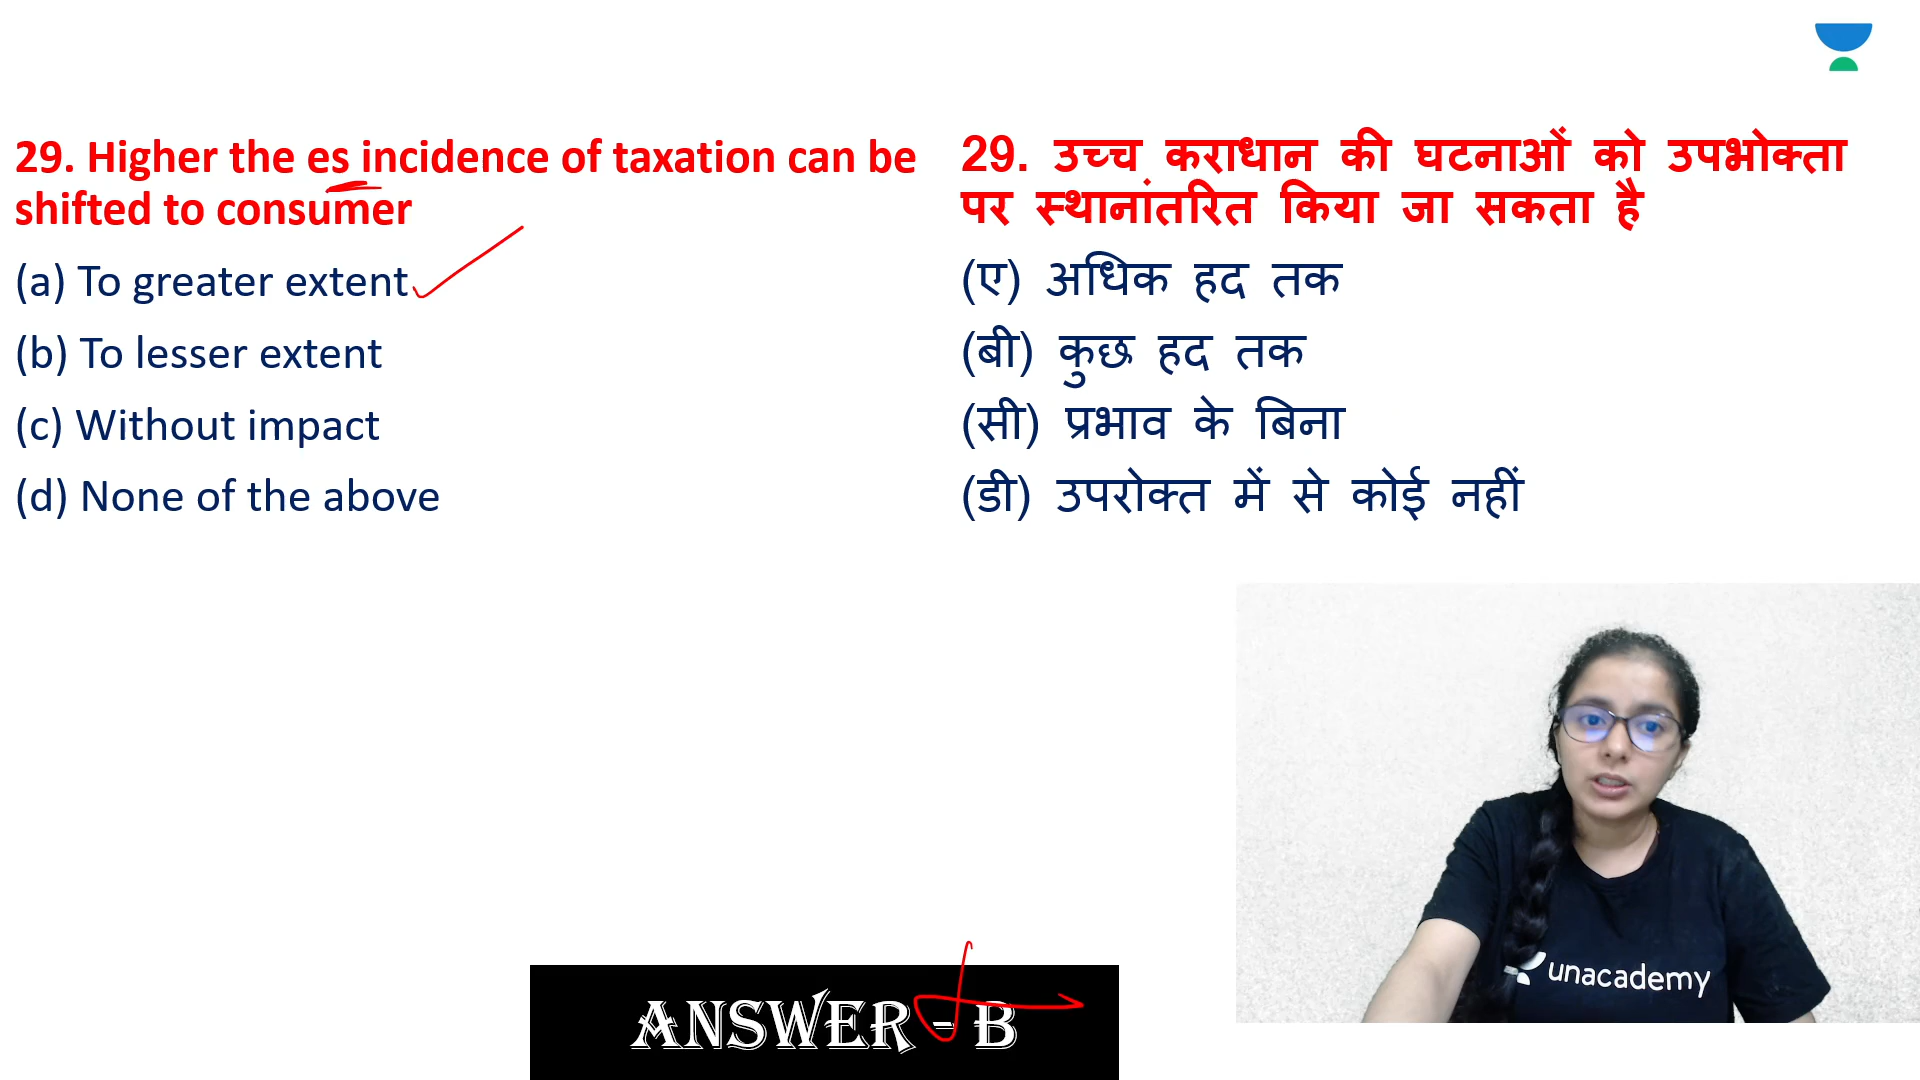 29. Higher the es incidence of taxation can be
shifted to consumer
(a) To greater extent
(b) To lesser extent
(c) Without impact
(d) None of the above
29. उच्च कराधान की घटनाओं को उपभोक्ता
पर स्थानांतरित किया जा सकता है
(ए) अधिक हद तक
(बी) कुछ हद तक
(सी) प्रभाव के बिना
(डी) उपरोक्त में से कोई नहीं
unacademy
ANSWER - B